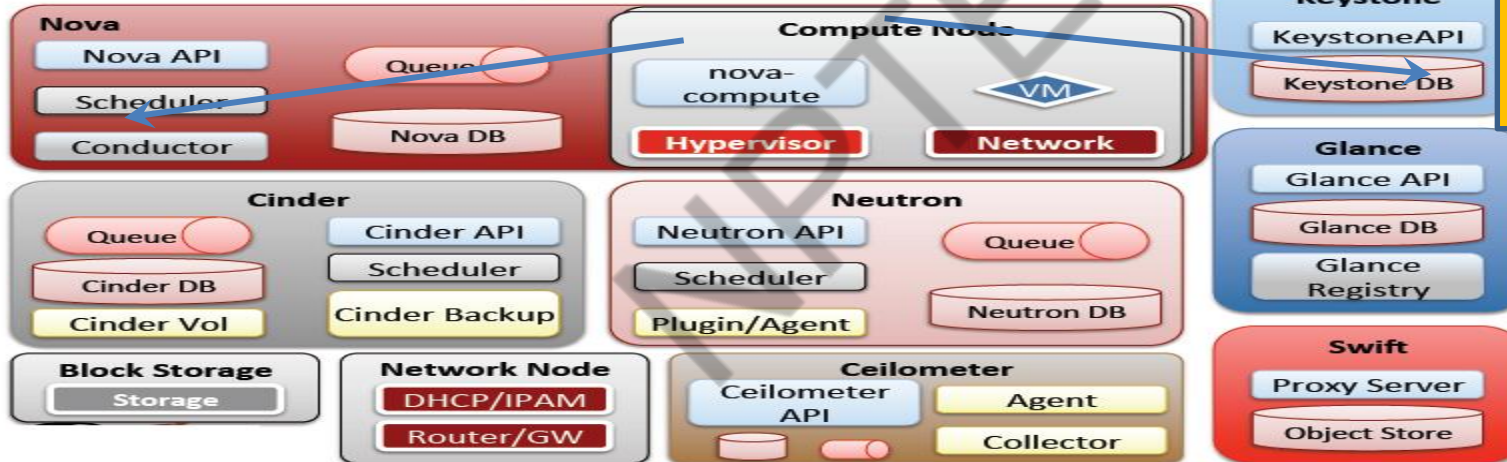 Nova
Nova API
Scheduler
Conductor
Queue
Nova DB
Compute Node
nova-
compute
VM
Hypervisor
Network
Keystone
KeystoneAPI
Keystone DB
Cinder
Queue
Cinder DB
Cinder Vol
Cinder API
Scheduler
Cinder Backup
Neutron
Neutron API
Scheduler
Plugin/Agent
Queue
Neutron DB
Glance
Glance API
Glance DB
Glance
Registry
Block Storage
Storage
Network Node
DHCP/IPAM
Router/GW
Ceilometer
Ceilometer
API
Agent
Collector
Swift
Proxy Server
Object Store
NPTE